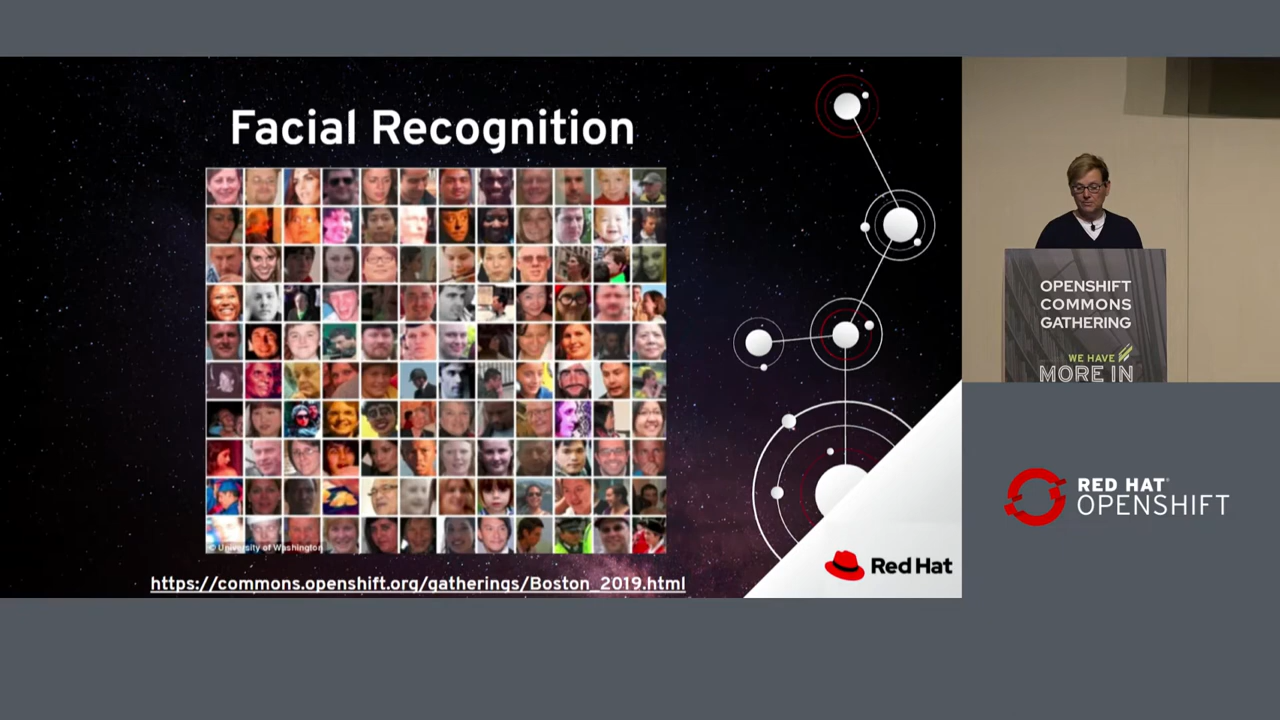 Facial Recognition
© University of Washington
https://commons.openshift.org/gatherings/Boston_2019.html
Red Hat
OPENSHIFT
COMMONS
GATHERING
WE HAVE
MORE IN
RED HAT®
OPENSHIFT